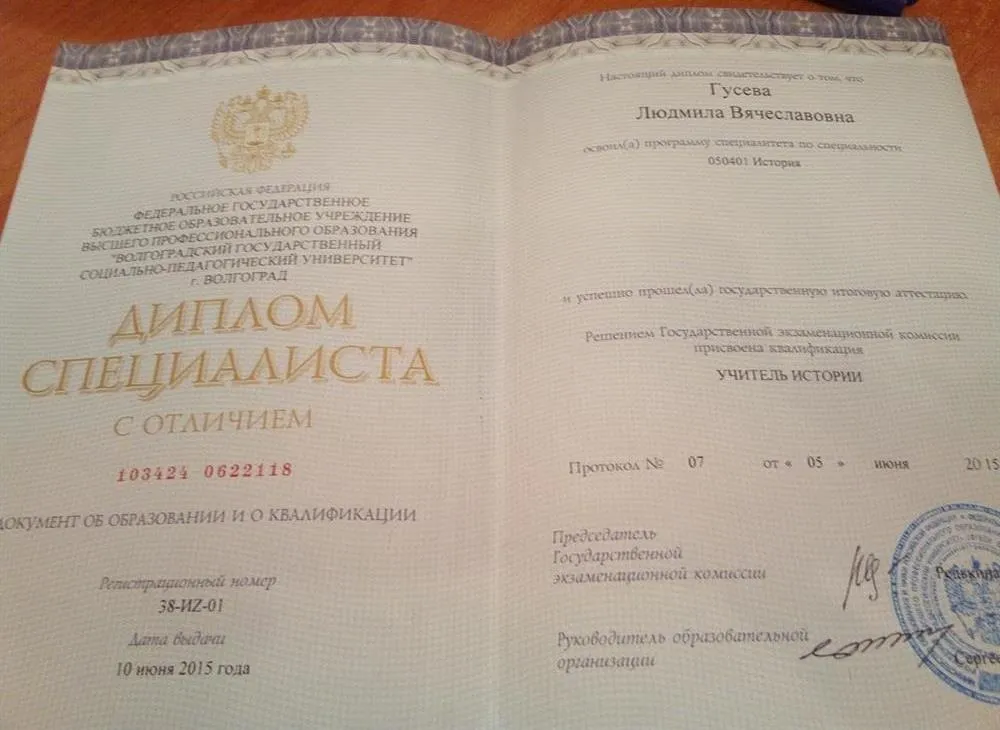 РОССИЙСКАЯ ФЕДЕРАЦИЯ
ФЕДЕРАЛЬНОЕ ГОСУДАРСТВЕННОЕ
БЮДЖЕТНОЕ ОБРАЗОВАТЕЛЬНОЕ УЧРЕЖДЕНИЕ
ВЫСШЕГО ПРОФЕССИОНАЛЬНОГО ОБРАЗОВАНИЯ
"ВОЛГОГРАДСКИЙ ГОСУДАРСТВЕННЫЙ
СОЦИАЛЬНО-ПЕДАГОГИЧЕСКИЙ УНИВЕРСИТЕТ"
г. ВОЛГОГРАД
ДИПЛОМ
СПЕЦИАЛИСТА
С ОТЛИЧИЕМ
103424 0622118
ДОКУМЕНТ ОБ ОБРАЗОВАНИИ И О КВАЛИФИКАЦИИ
Регистрационный номер
38-ИZ-01
Дата выдачи
10 июня 2015 года
Настоящий диплом свидетельствует о том, что
Гусева
Людмила Вячеславовна
освоил(а) программу специалитета по специальности
050401 История
и успешно прошел(ла) государственную итоговую аттестацию
Решением Государственной экзаменационной комиссии
присвоена квалификация
УЧИТЕЛЬ ИСТОРИИ
Протокол № 07 от « 05 » июня 2015
Председатель
Государственной
экзаменационной комиссии
Руководитель образовательной
организации